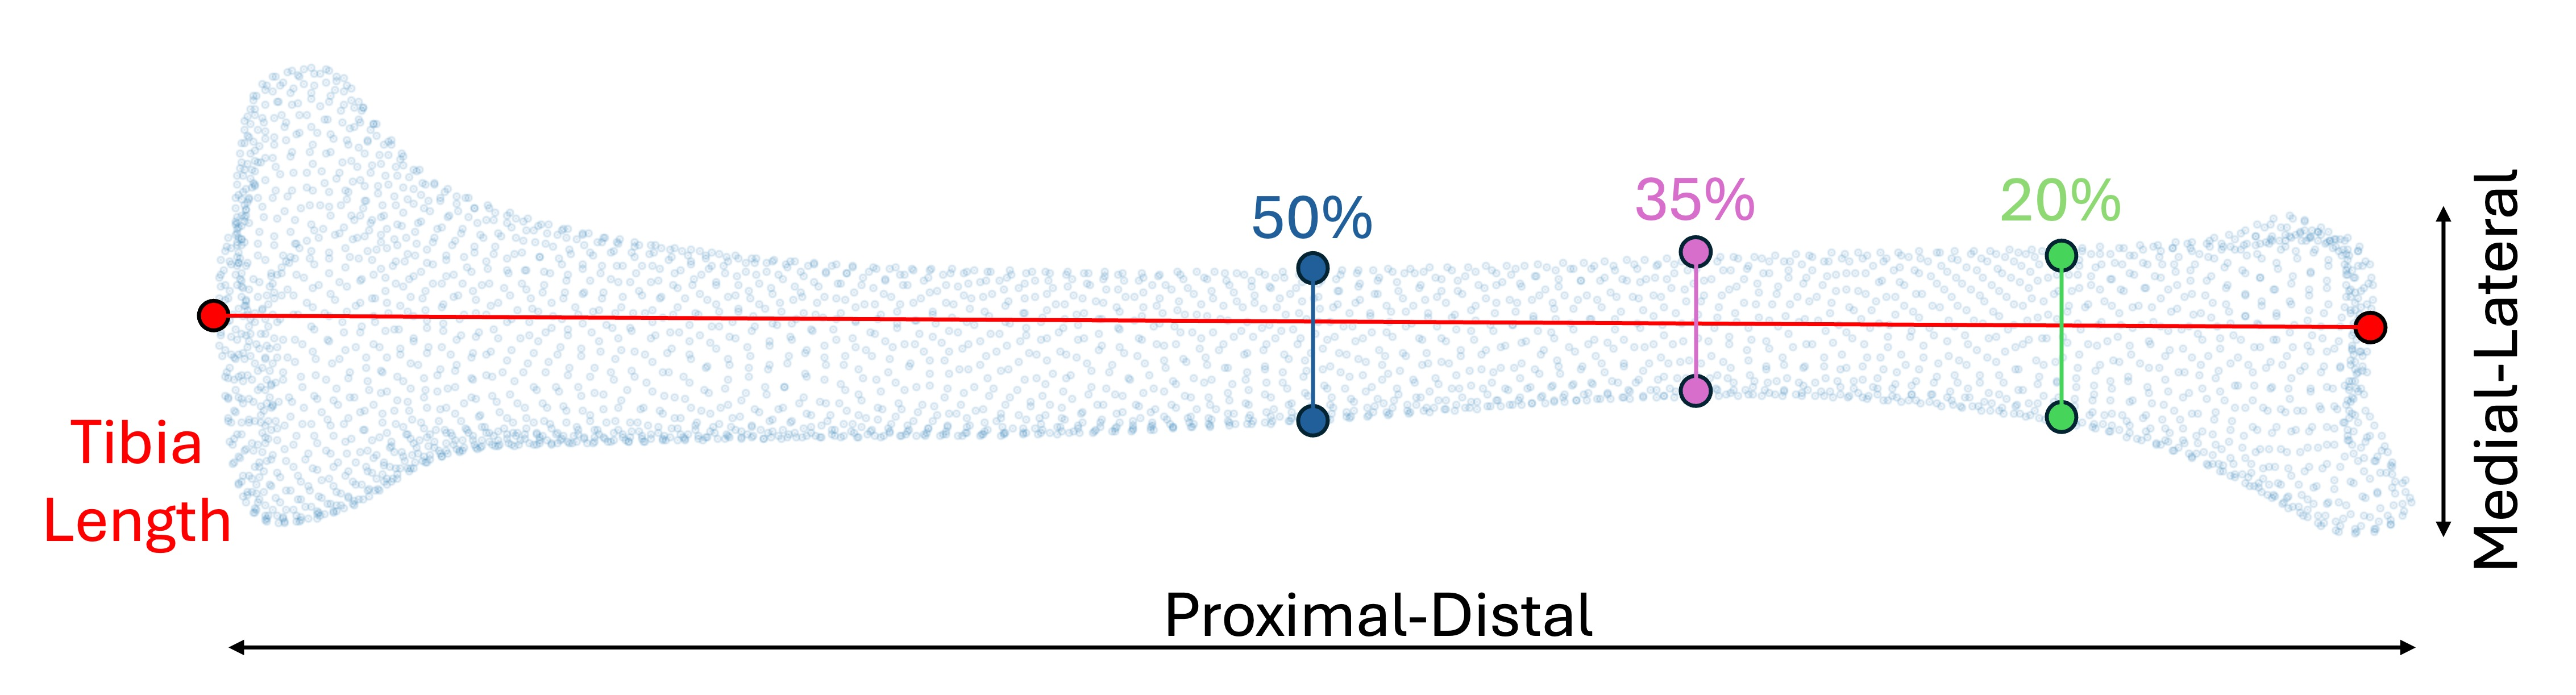 50%
35%
20%
Tibia
Length
Proximal-Distal
Medial-Lateral